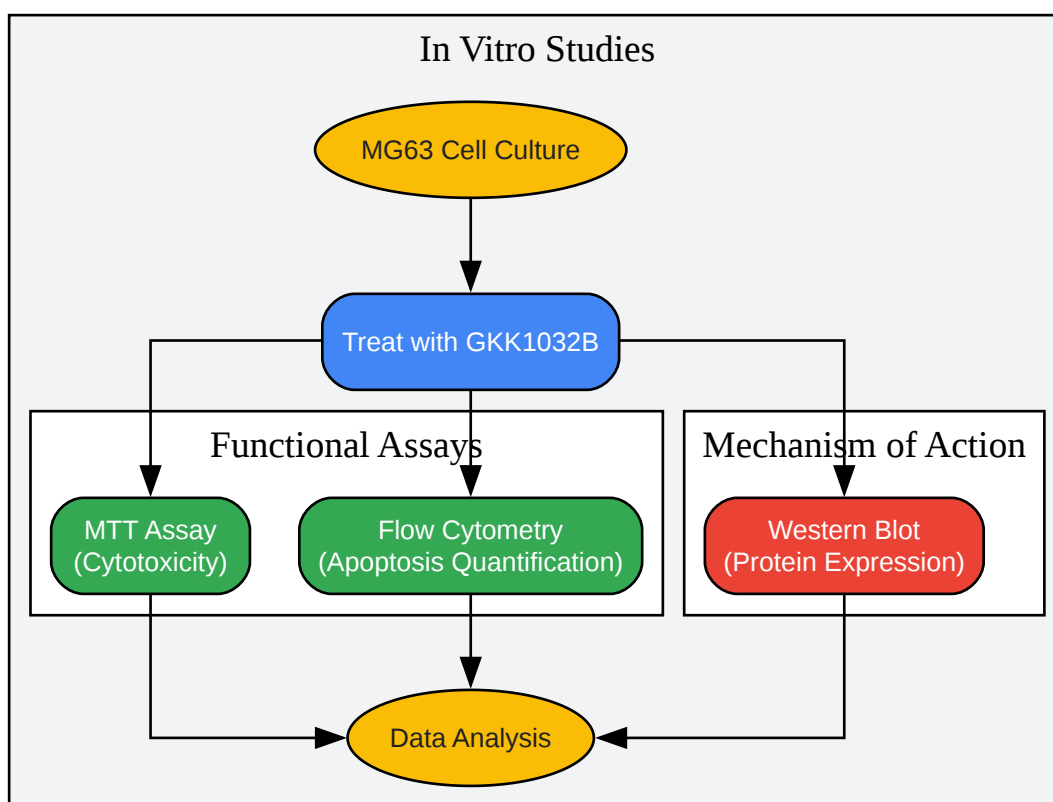 In Vitro Studies
MG63 Cell Culture
Treat with GKK1032B
Functional Assays
Mechanism of Action
MTT Assay
(Cytotoxicity)
Flow Cytometry
(Apoptosis Quantification)
Western Blot
(Protein Expression)
Data Analysis